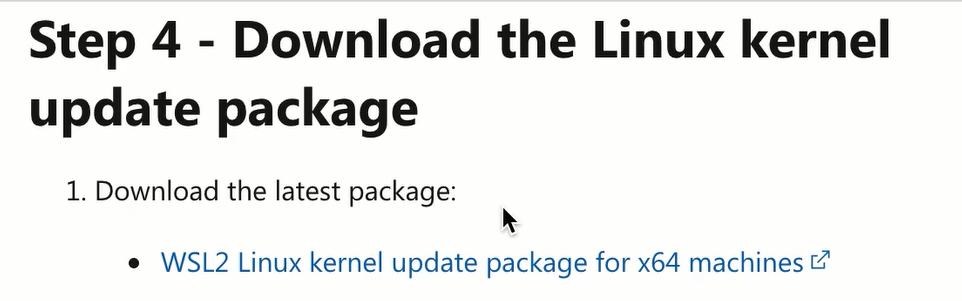 Step 4 - Download the Linux kernel
update package
1. Download the latest package:
• WSL2 Linux kernel update package for x64 machines